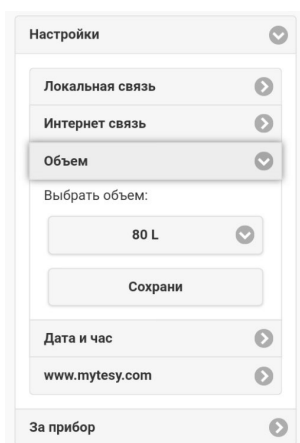 Настройки
Локальная связь
Интернет связь
Объем
Выбрать объем:
80 L
Сохрани
Дата и час
www.mytesy.com
За прибор